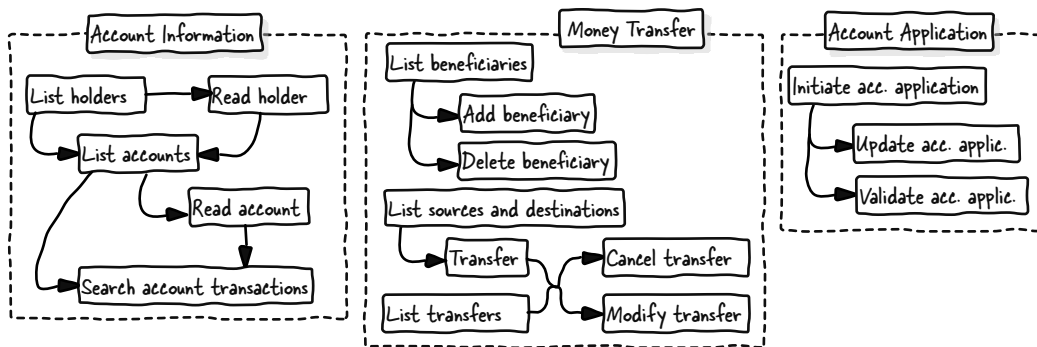 Account Information
List holders
Read holder
List accounts
Read account
Search account transactions
Money Transfer
List beneficiaries
Add beneficiary
Delete beneficiary
List sources and destinations
Transfer
Cancel transfer
List transfers
Modify transfer
Account Application
Initiate acc. application
Update acc. applic.
Validate acc. applic.